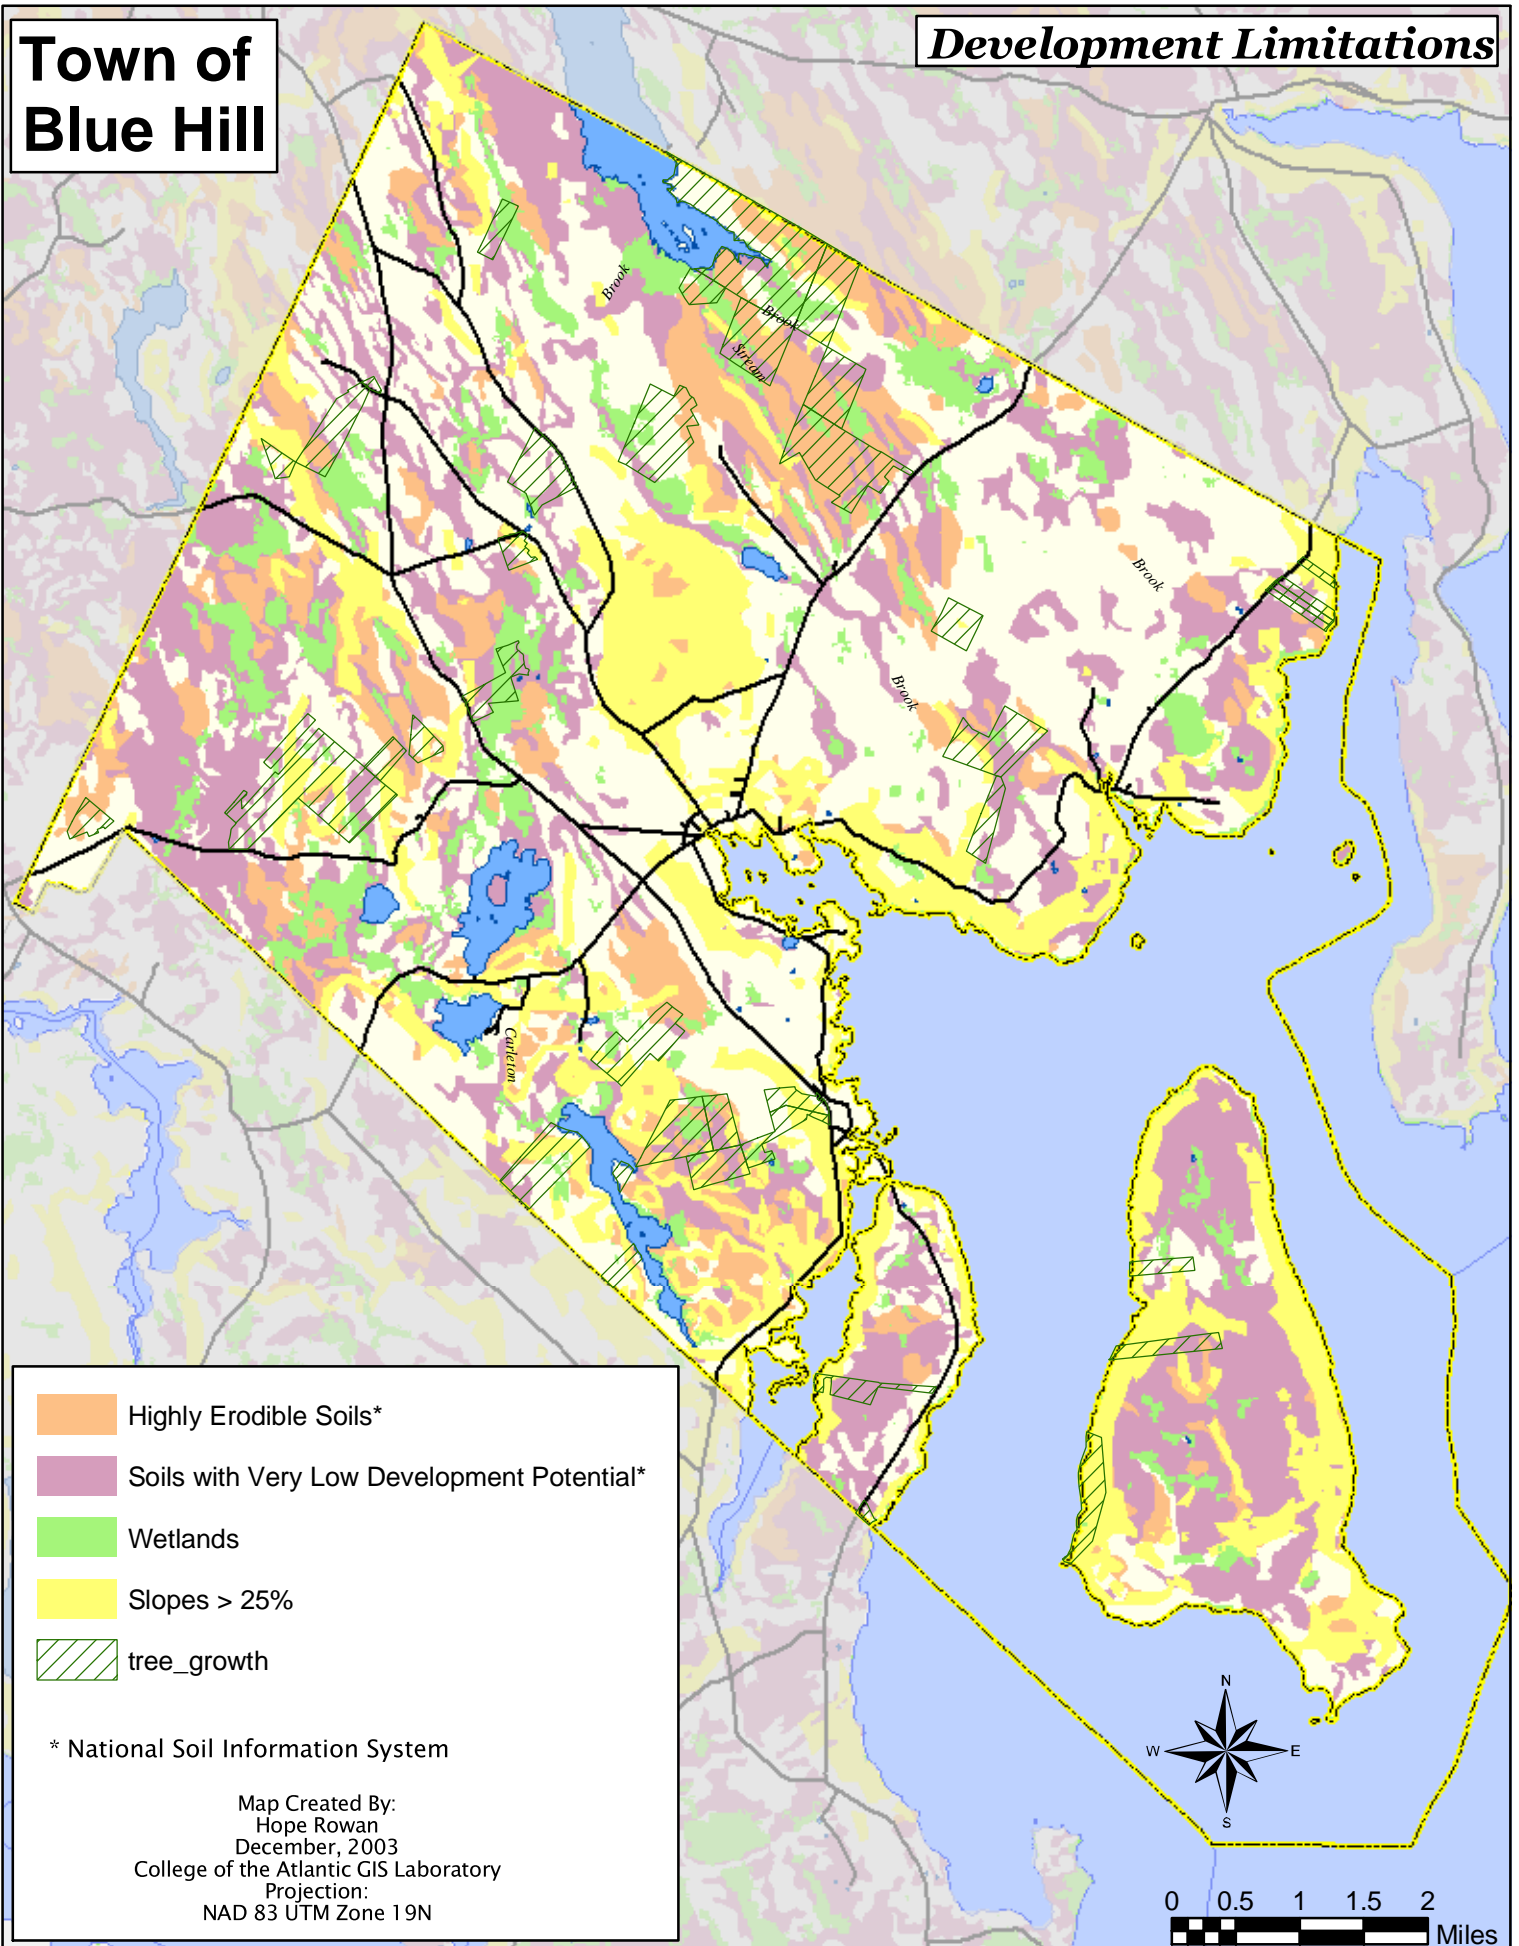 Town of
Blue Hill
Development Limitations
Brook
Brook
Stream
Brook
Brook
Carleton
Highly Erodible Soils*
Soils with Very Low Development Potential*
Wetlands
Slopes > 25%
tree_growth
* National Soil Information System
Map Created By:
Hope Rowan
December, 2003
College of the Atlantic GIS Laboratory
Projection:
NAD 83 UTM Zone 19N
N
W E
S
0 0.5 1 1.5 2
Miles